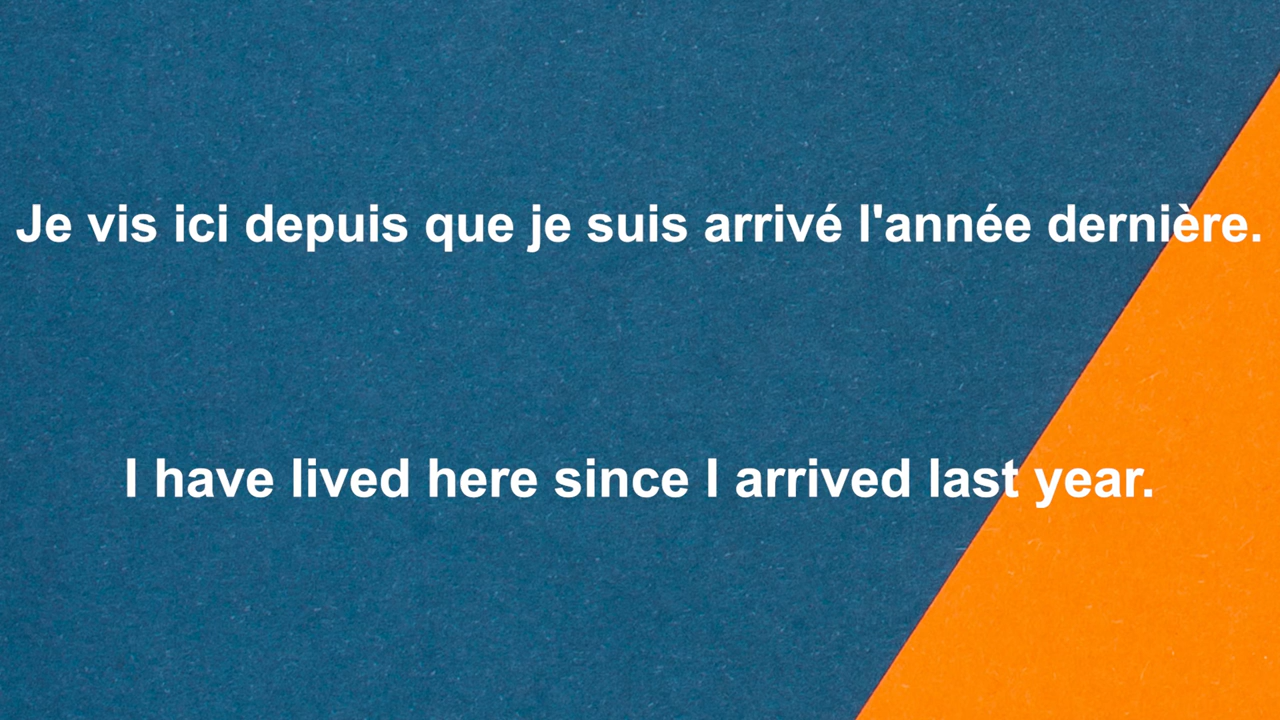 Je vis ici depuis que je suis arrivé l'année dernière.
I have lived here since I arrived last year.